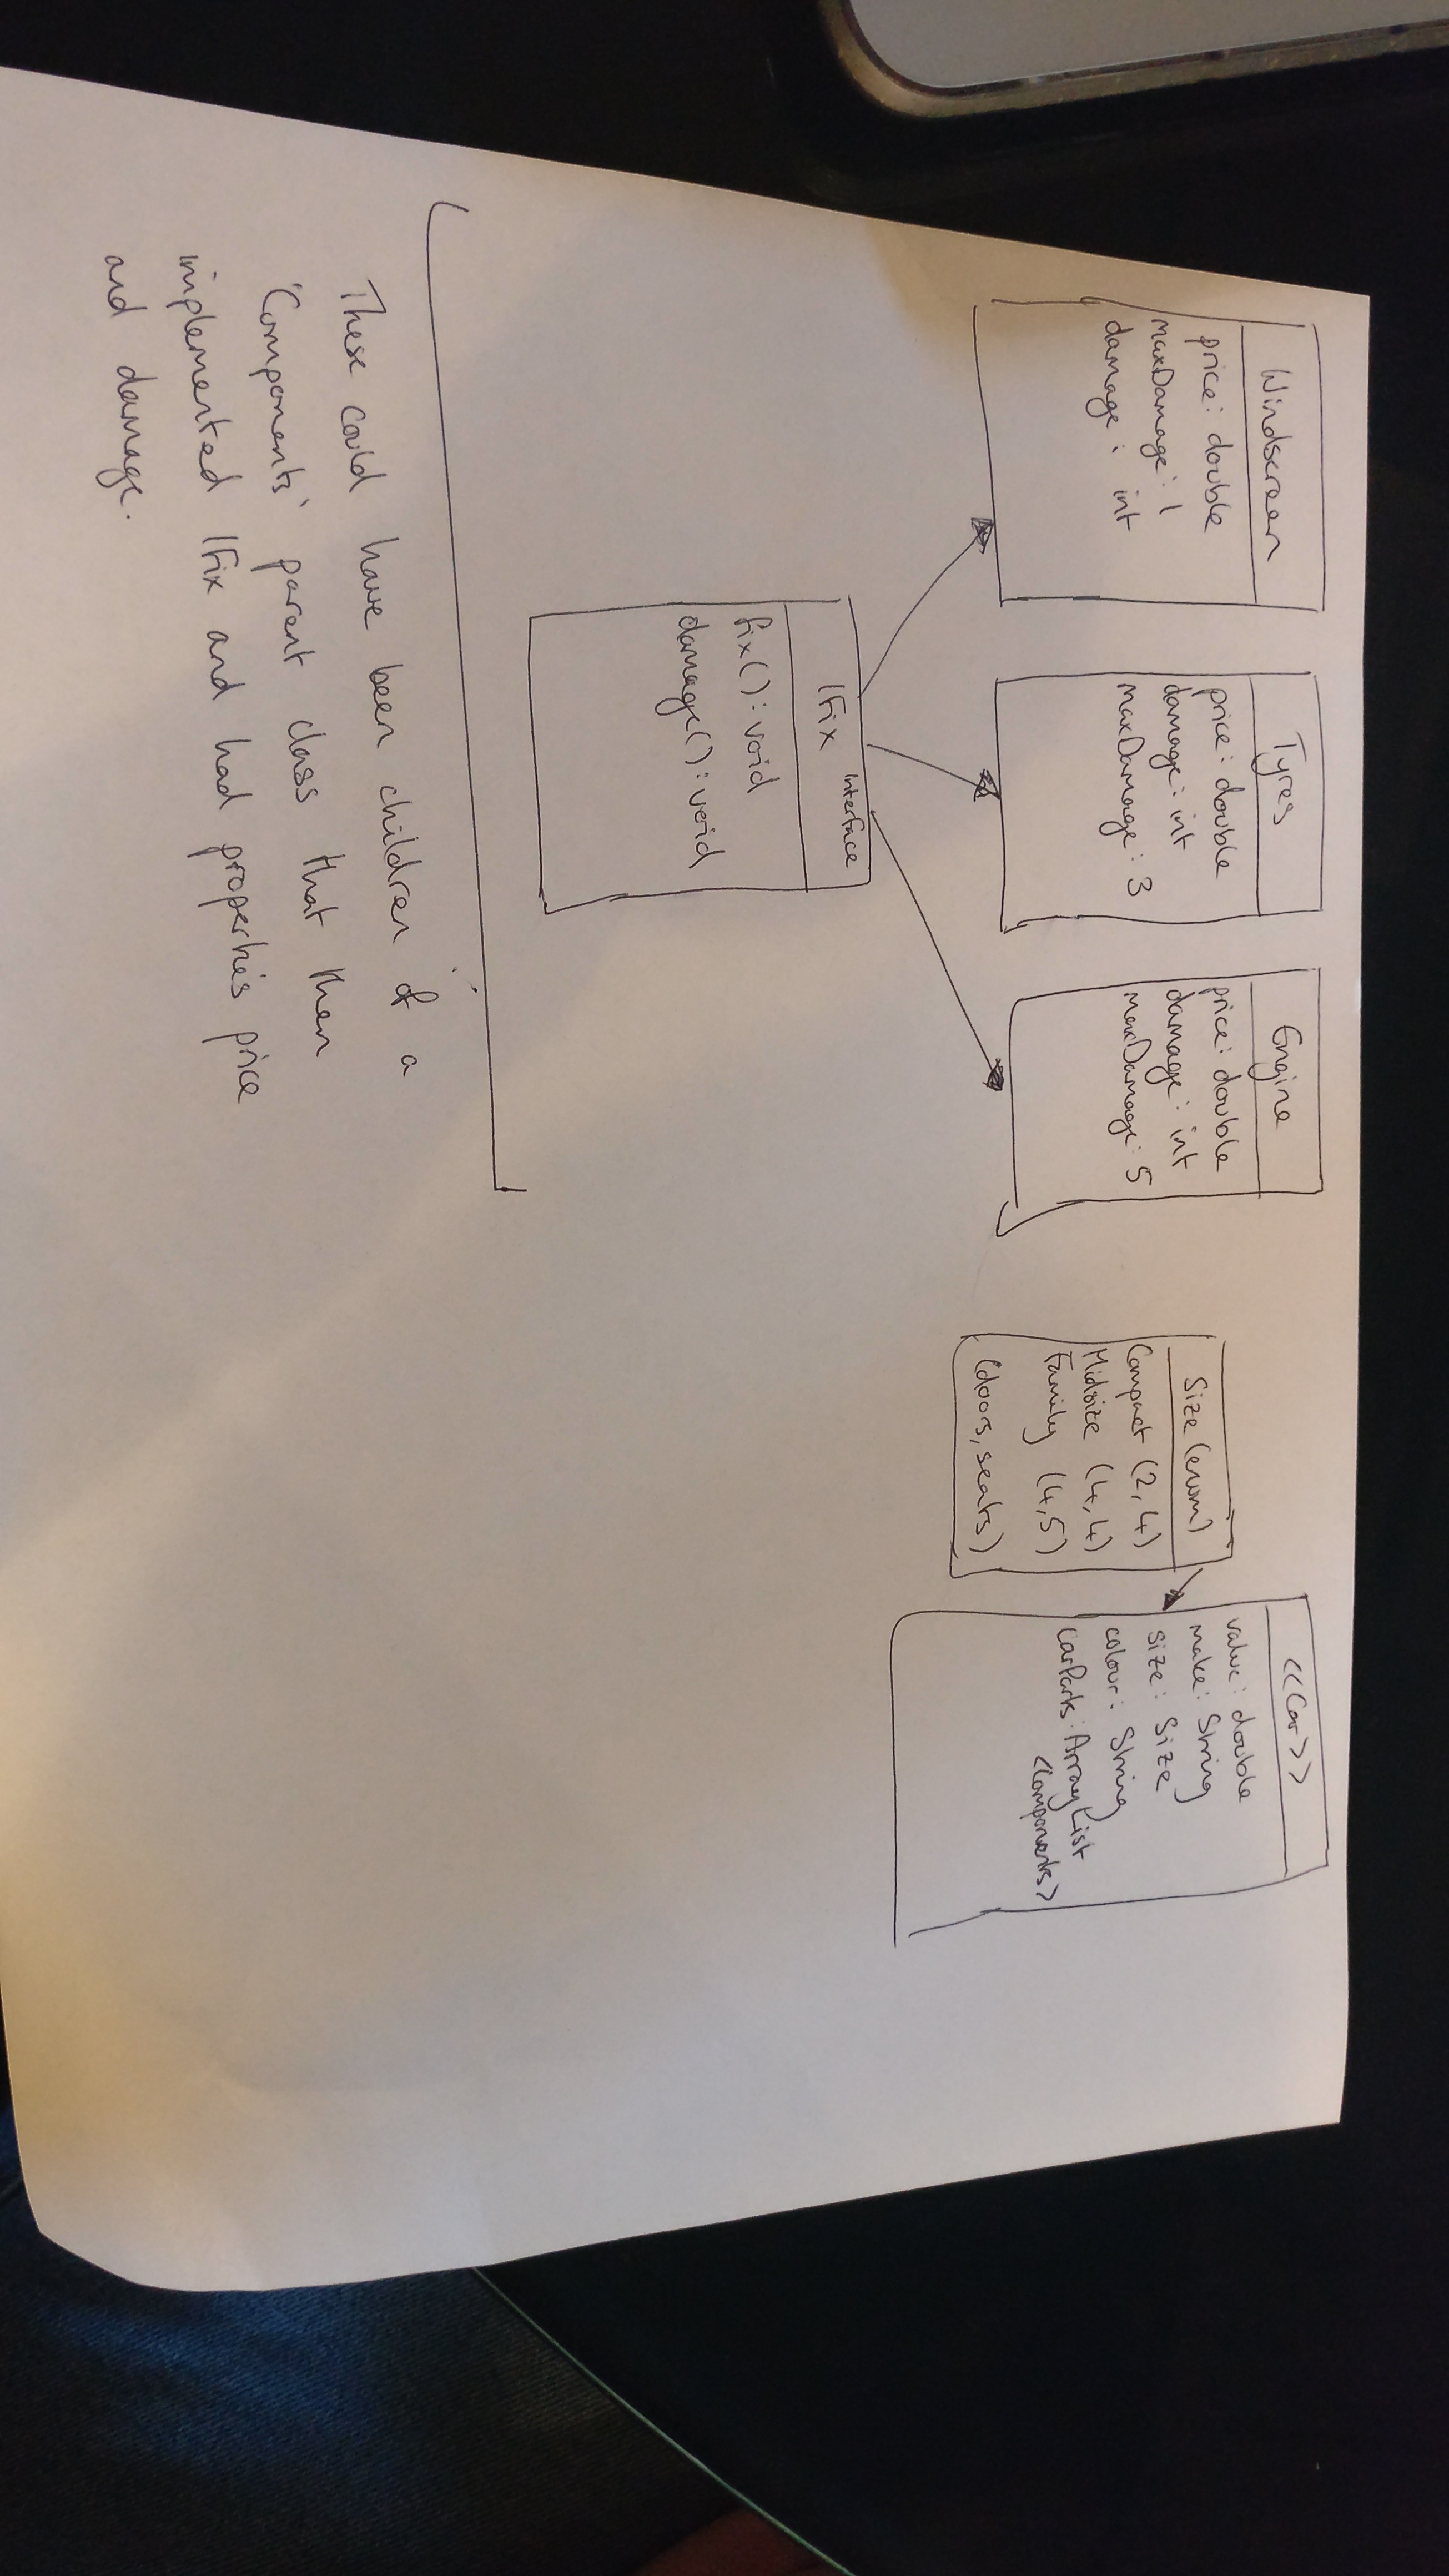 Windscreen
price: double
maxDamage: 1
damage: int
Tyres
price: double
damage: int
maxDamage: 3
Engine
price: double
damage: int
maxDamage: 5
Size (enum)
Compact (2,4)
Midsize (4,4)
Family (4,5)
(doors, seats)
<<Car>>
value: double
make: String
size: Size
colour: String
carParts: ArrayList
<Components>
Interface
IFix
fix(): void
damage(): void
These could have been children of a
'Components' parent class that then
implemented IFix and had properties price
and damage.